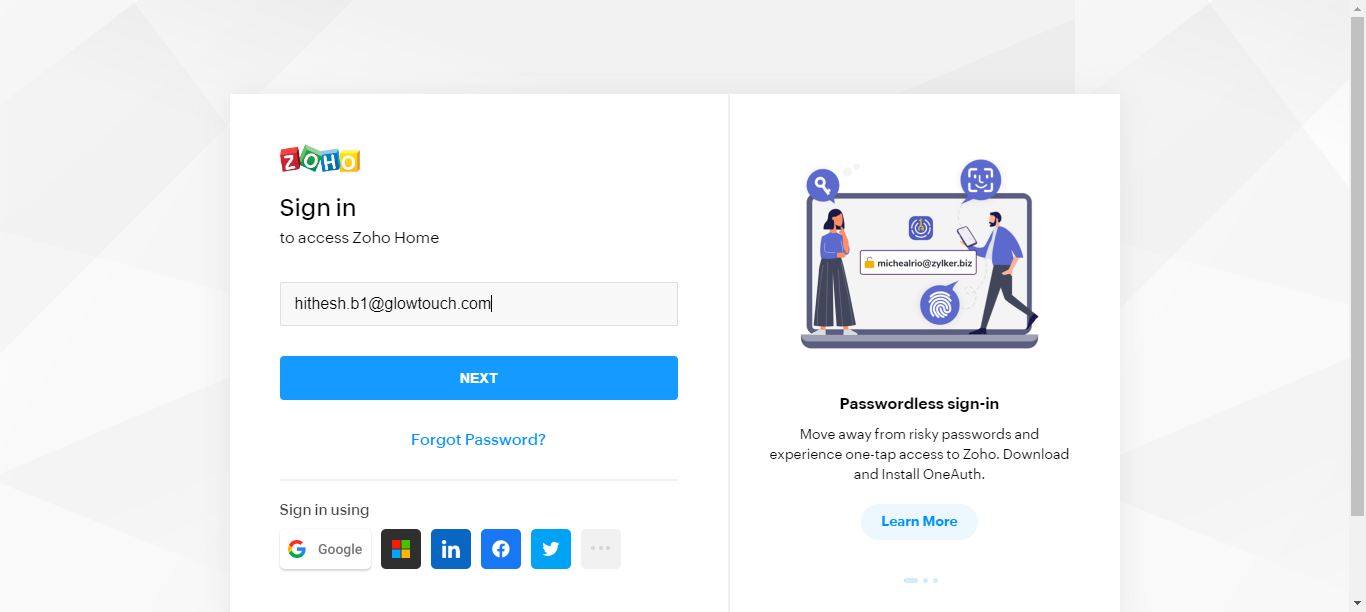 ZOHO
Sign in
to access Zoho Home
hithesh.b1@glowtouch.com
NEXT
Forgot Password?
Sign in using
Google
in
michealrio@zylker.biz
Passwordless sign-in
Move away from risky passwords and
experience one-tap access to Zoho. Download
and Install OneAuth.
Learn More